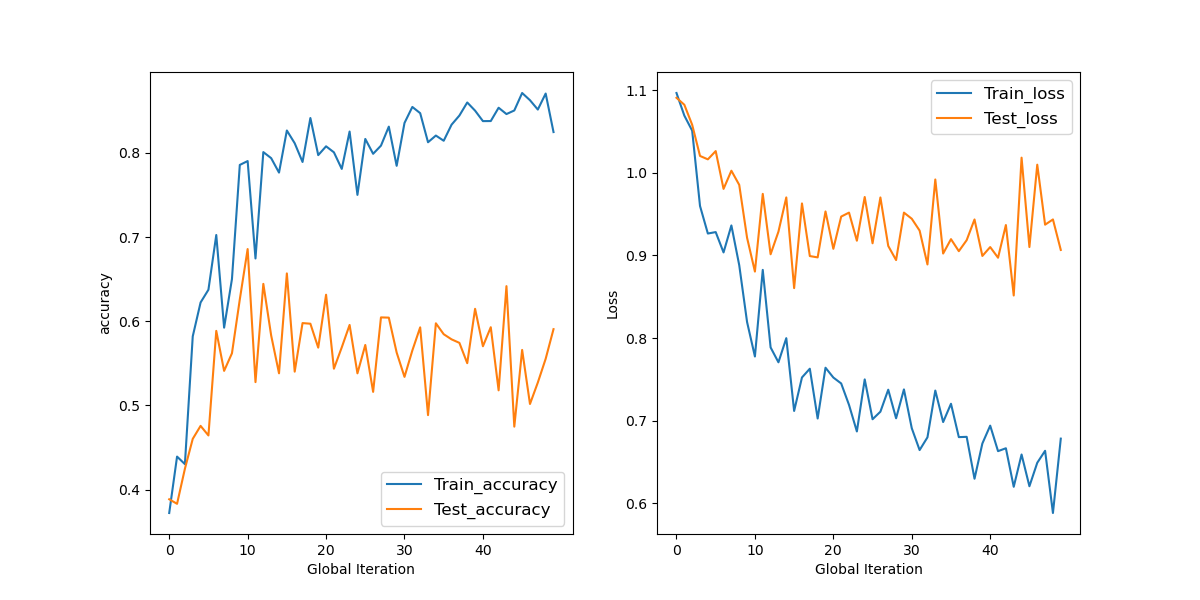 accuracy
0.8
0.7
0.6
0.5
0.4
0 10 20 30 40
Global Iteration
Train_accuracy
Test_accuracy
Loss
1.1
1.0
0.9
0.8
0.7
0.6
0 10 20 30 40
Global Iteration
Train_loss
Test_loss